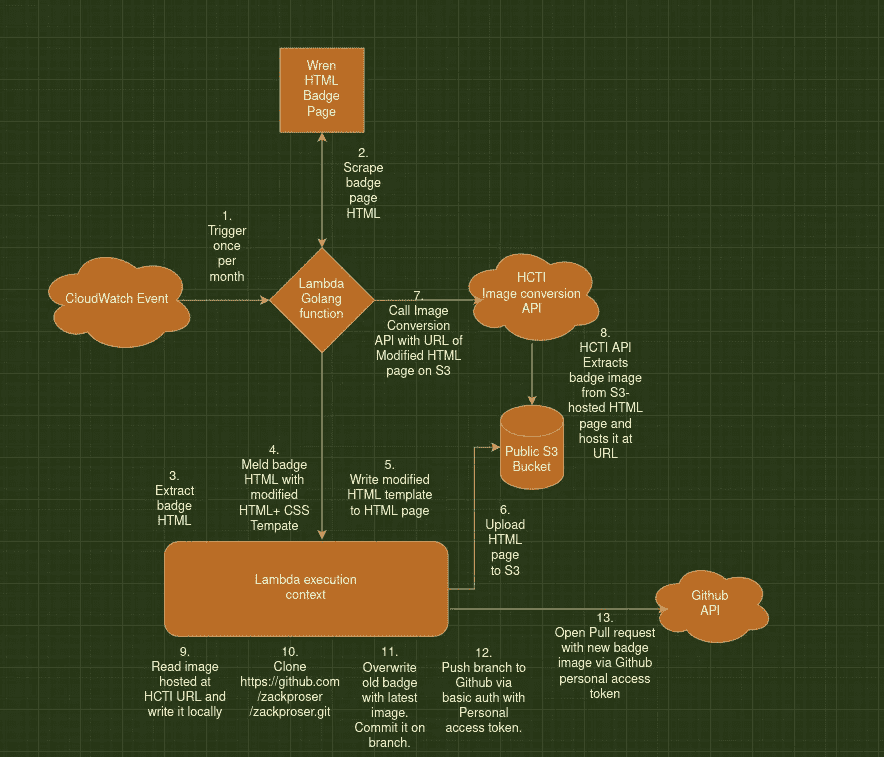 Wren
HTML
Badge
Page
2.
Scrape
badge
page
HTML
1.
Trigger
once
per
month
CloudWatch Event
Lambda
Golang
function
HCTI
Image conversion
API
7.
Call Image
Conversion
API with URL of
Modified HTML
page on S3
8.
HCTI API
Extracts
badge image
from S3-
hosted HTML
page and
hosts it at
URL
Public S3
Bucket
3.
Extract
badge
HTML
4.
Meld badge
HTML with
modified
HTML+ CSS
Tempate
5.
Write modified
HTML template
to HTML page
6.
Upload
HTML
page
to S3
Lambda execution
context
Github
API
13.
Open Pull request
with new badge
image via Github
personal access
token
9.
Read image
hosted at
HCTI URL and
write it locally
10.
Clone
https://github.com
/zackproser
/zackproser.git
11.
Overwrite
old badge
with latest
image.
Commit it on
branch.
12.
Push branch to
Github via
basic auth with
Personal
access token.